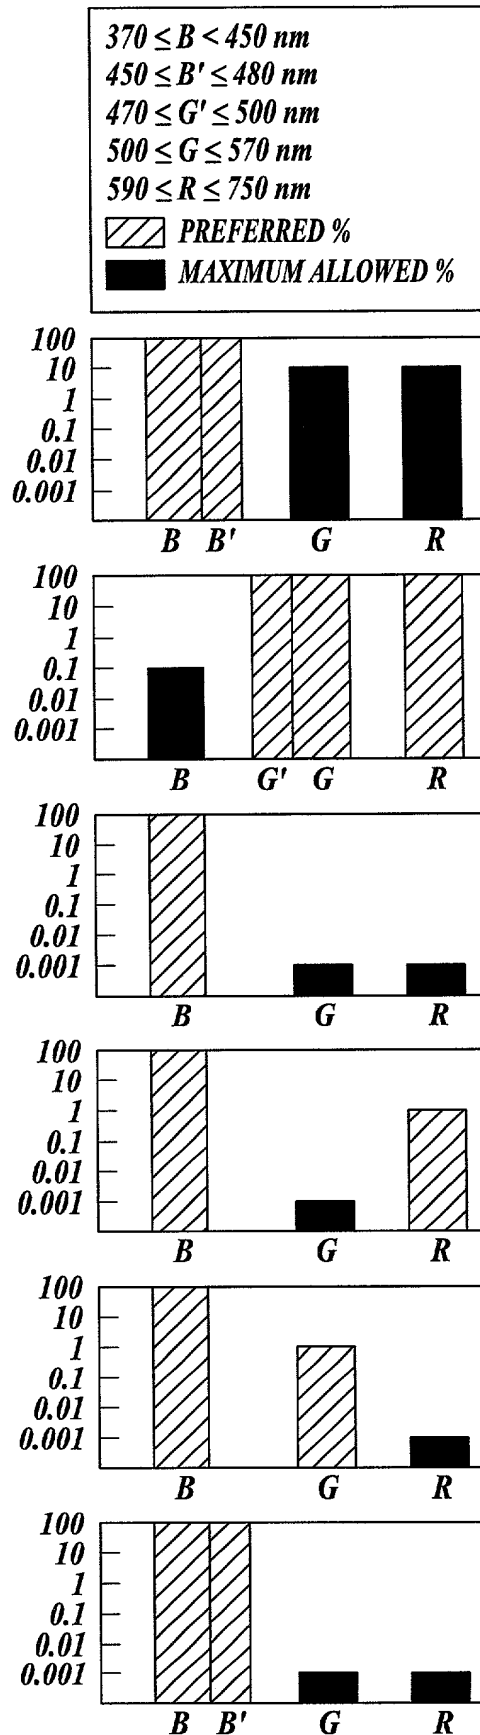 370 ≤ B < 450 nm
450 ≤ B' ≤ 480 nm
470 ≤ G' ≤ 500 nm
500 ≤ G ≤ 570 nm
590 ≤ R ≤ 750 nm
PREFERRED %
MAXIMUM ALLOWED %
100
10
1
0.1
0.01
0.001
B B' G R
100
10
1
0.1
0.01
0.001
B G' G R
100
10
1
0.1
0.01
0.001
B G R
100
10
1
0.1
0.01
0.001
B G R
100
10
1
0.1
0.01
0.001
B G R
100
10
1
0.1
0.01
0.001
B B' G R